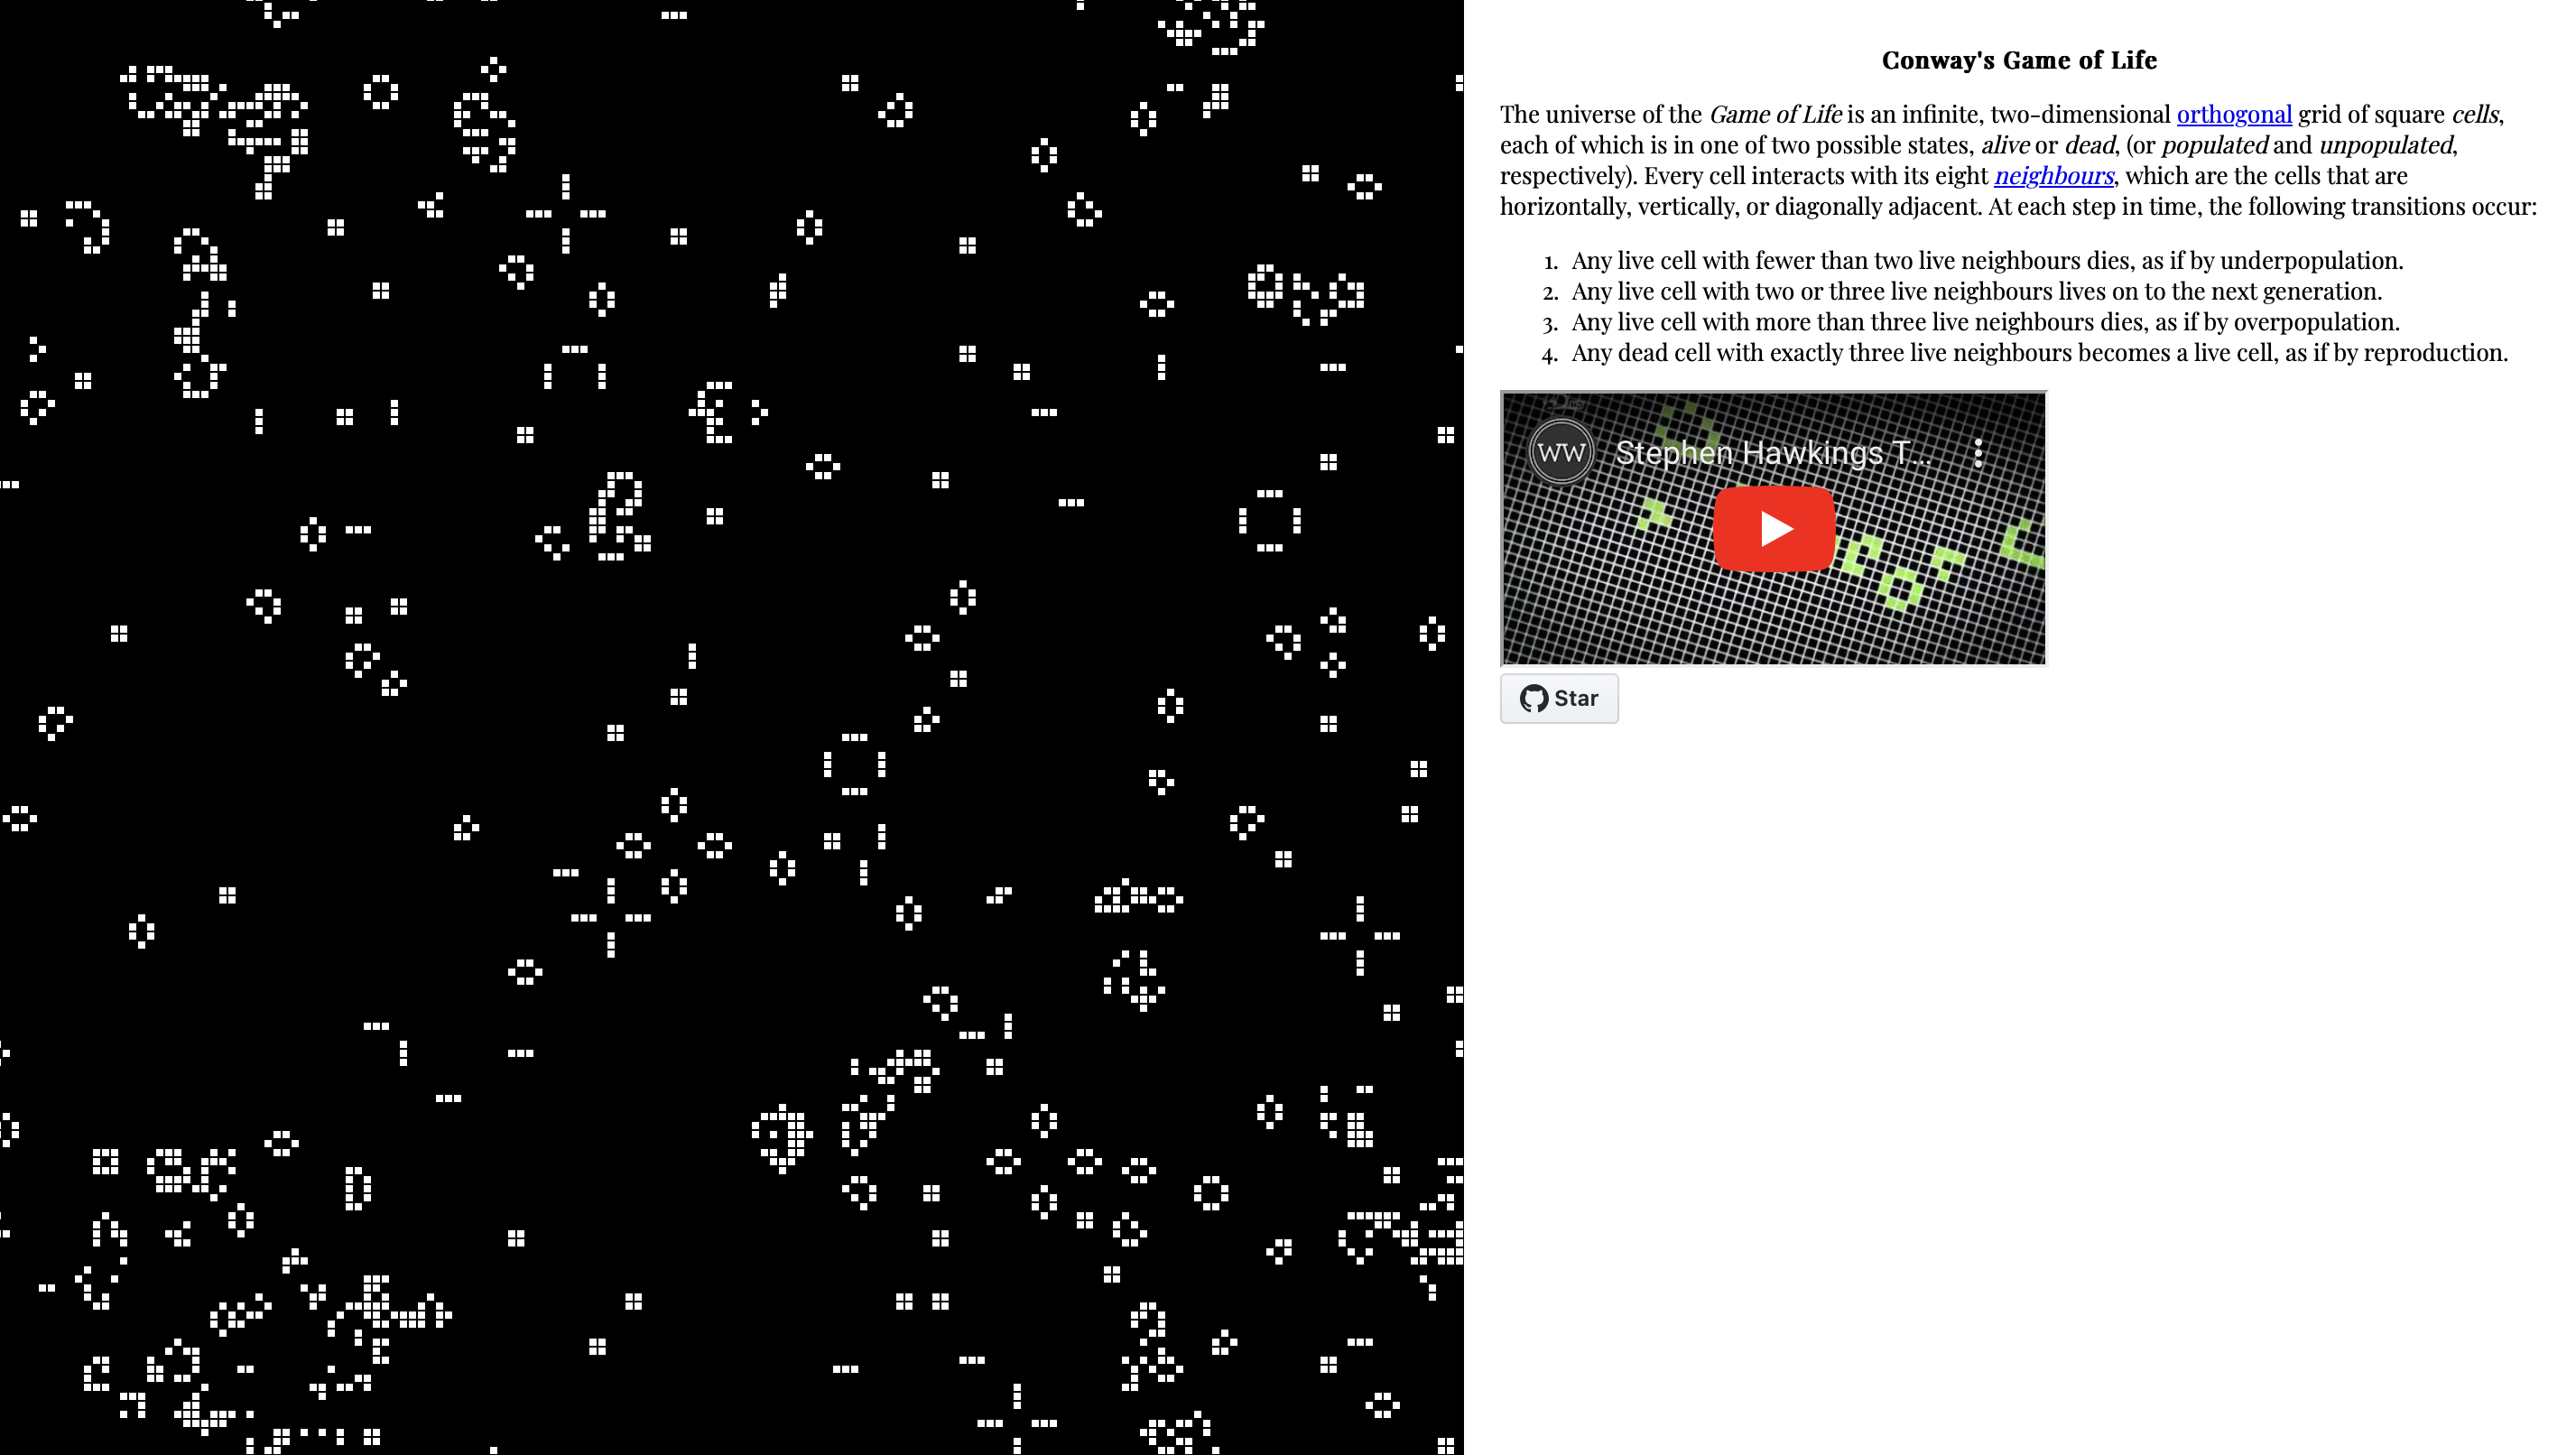 Conway's Game of Life
The universe of the Game of Life is an infinite, two-dimensional orthogonal grid of square cells,
each of which is in one of two possible states, alive or dead, (or populated and unpopulated,
respectively). Every cell interacts with its eight neighbours, which are the cells that are
horizontally, vertically, or diagonally adjacent. At each step in time, the following transitions occur:
1. Any live cell with fewer than two live neighbours dies, as if by underpopulation.
2. Any live cell with two or three live neighbours lives on to the next generation.
3. Any live cell with more than three live neighbours dies, as if by overpopulation.
4. Any dead cell with exactly three live neighbours becomes a live cell, as if by reproduction.
WW Stephen Hawkings T...
Star